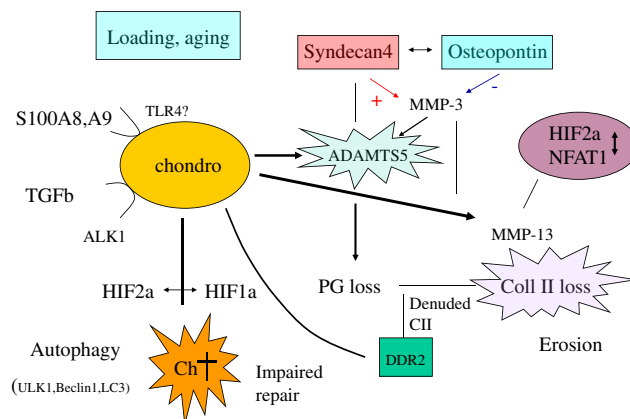 Loading, aging
Syndecan4
Osteopontin
+
MMP-3
-
S100A8,A9
TLR4?
chondro
ADAMTS5
HIF2a
NFAT1
TGFb
ALK1
MMP-13
HIF2a
HIF1a
PG loss
Coll II loss
Denuded
CII
Erosion
Autophagy
(ULK1,Beclin1,LC3)
Ch
Impaired
repair
DDR2